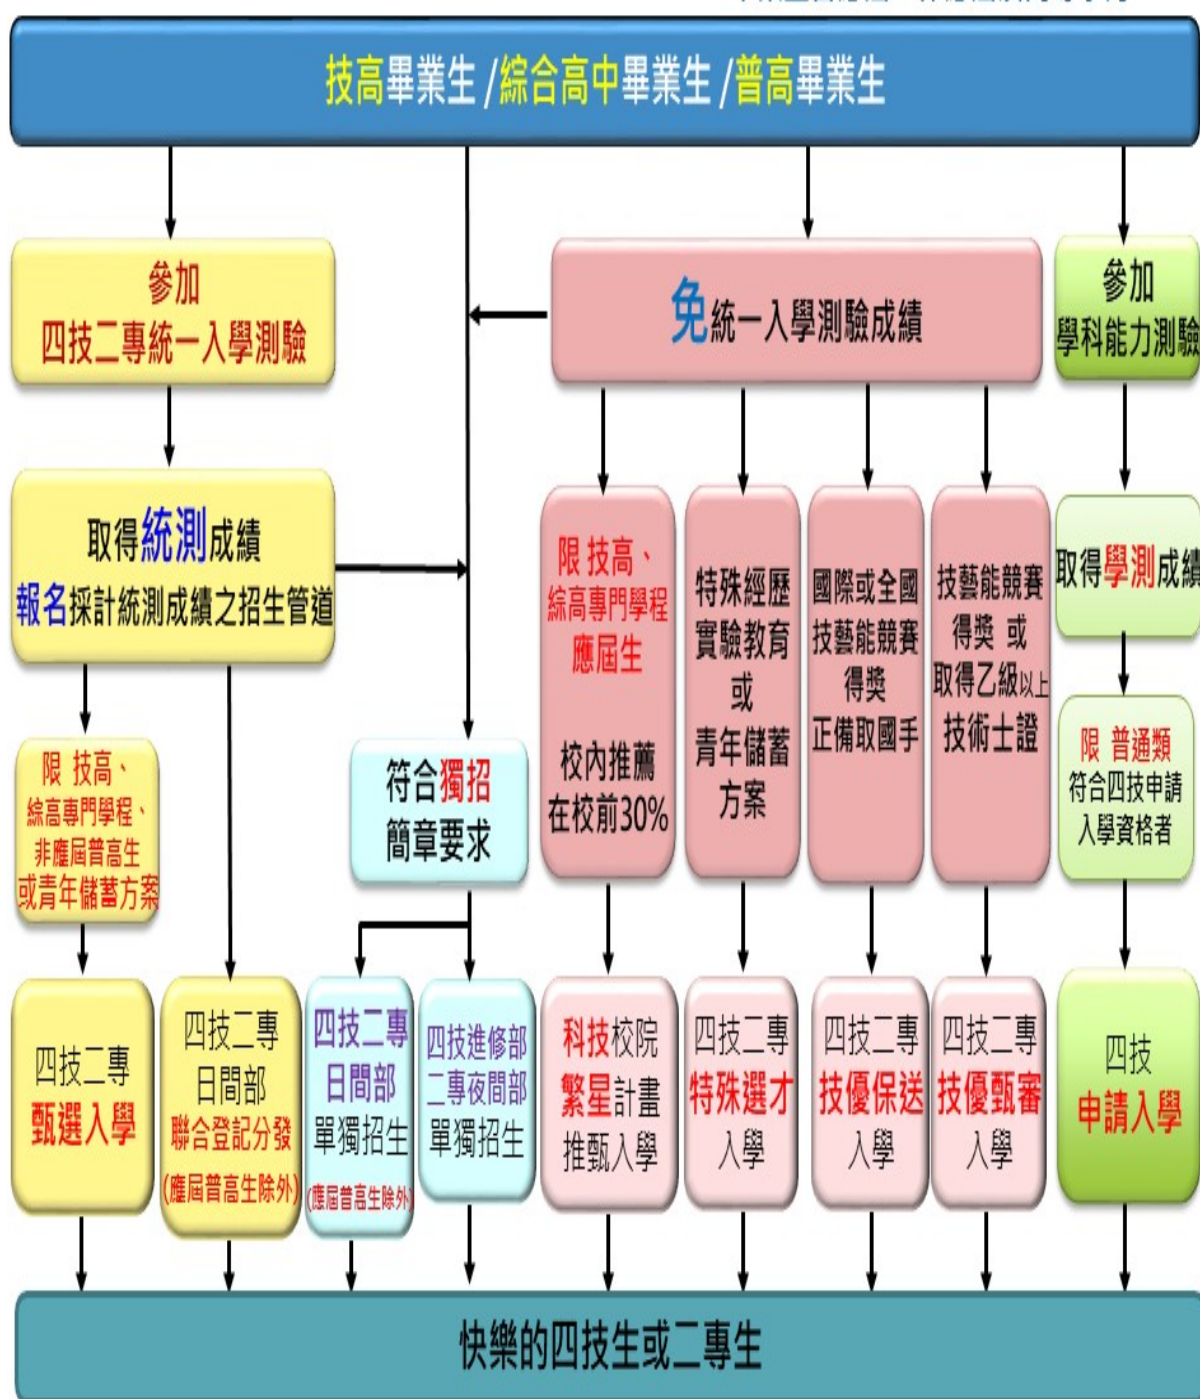 技高畢業生 /綜合高中畢業生 /普高畢業生
參加
四技二專統一入學測驗
免統一入學測驗成績
參加
學科能力測驗
取得統測成績
報名採計統測成績之招生管道
限 技高、
綜高專門學程
應屆生
校內推薦
在校前30%
特殊經歷
實驗教育
或
青年儲蓄
方案
國際或全國
技藝能競賽
得獎
正備取國手
技藝能競賽
得獎 或
取得乙級以上
技術士證
取得學測成績
限 技高、
綜高專門學程、
非應屆普高生
或青年儲蓄方案
符合獨招
簡章要求
限 普通類
符合四技申請
入學資格者
四技二專
甄選入學
四技二專
日間部
聯合登記分發
(應屆普高生除外)
四技二專
日間部
單獨招生
(應屆普高生除外)
四技進修部
二專夜間部
單獨招生
科技校院
繁星計畫
推甄入學
四技二專
特殊選才
入學
四技二專
技優保送
入學
四技二專
技優甄審
入學
四技
申請入學
快樂的四技生或二專生